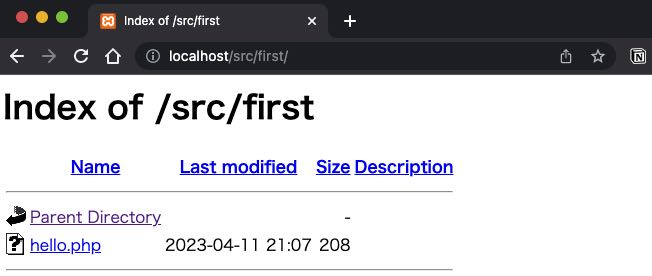 Index of /src/first
localhost/src/first/
Index of /src/first
Name Last modified Size Description
Parent Directory -
hello.php 2023-04-11 21:07 208